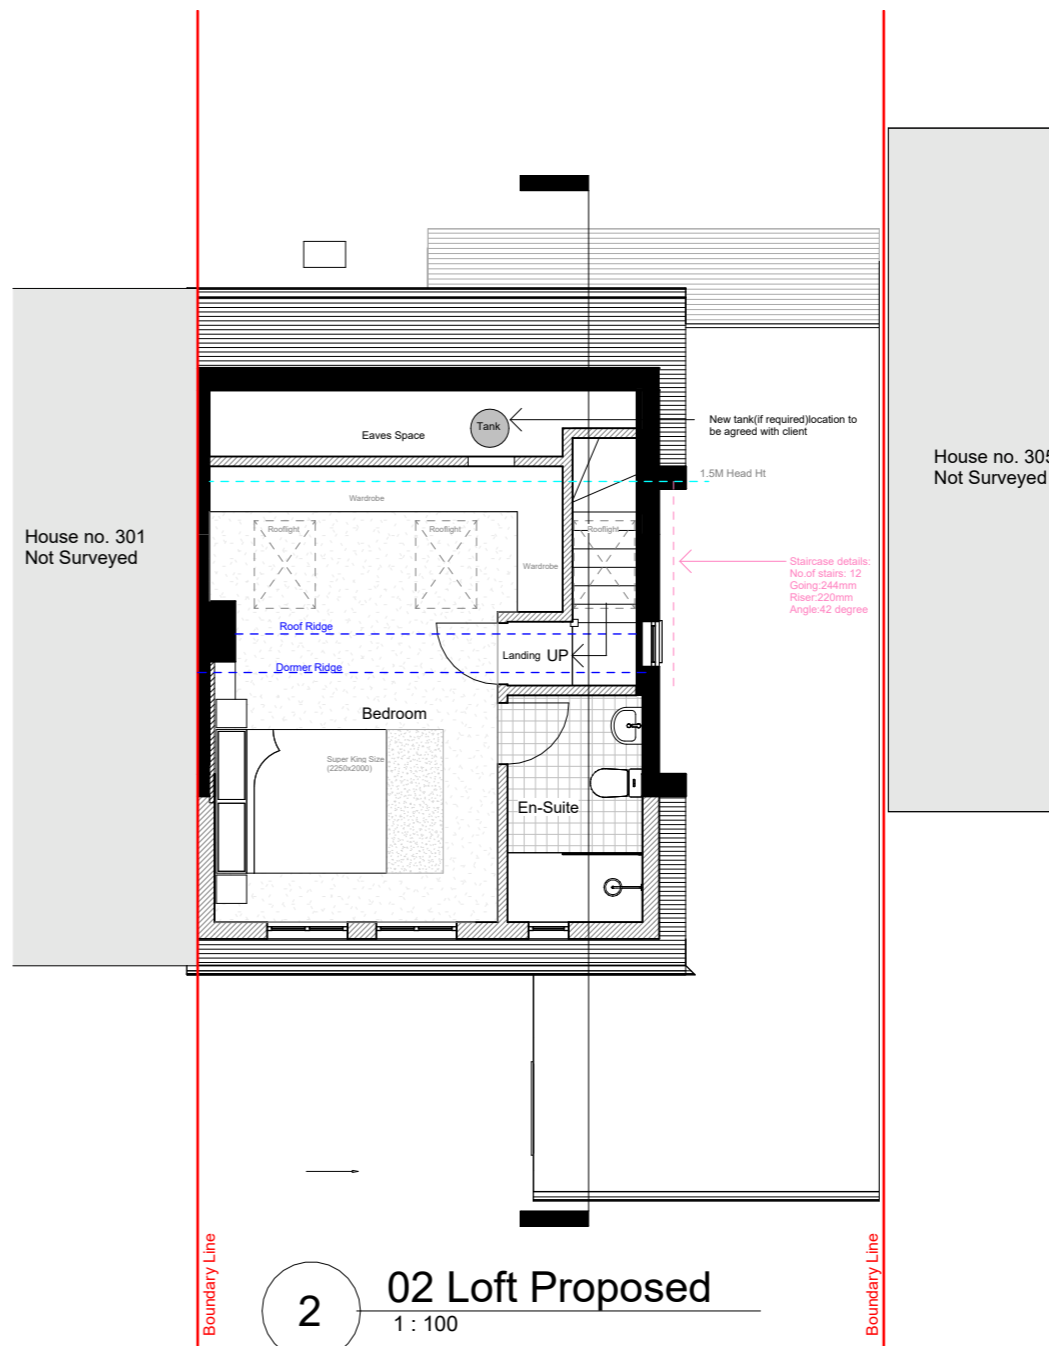 Tank
New tank(if required)location to
be agreed with client
Eaves Space
House no. 305
Not Surveyed
1.5M Head Ht
Wardrobe
Rooflight
Rooflight
Rooflight
House no. 301
Not Surveyed
Wardrobe
Staircase details:
No.of stairs: 12
Going:244mm
Riser:220mm
Angle:42 degree
Roof Ridge
Landing UP
Dormer Ridge
Bedroom
Super King Size
(2250x2000)
En-Suite
Boundary Line
Boundary Line
2
02 Loft Proposed
1 : 100